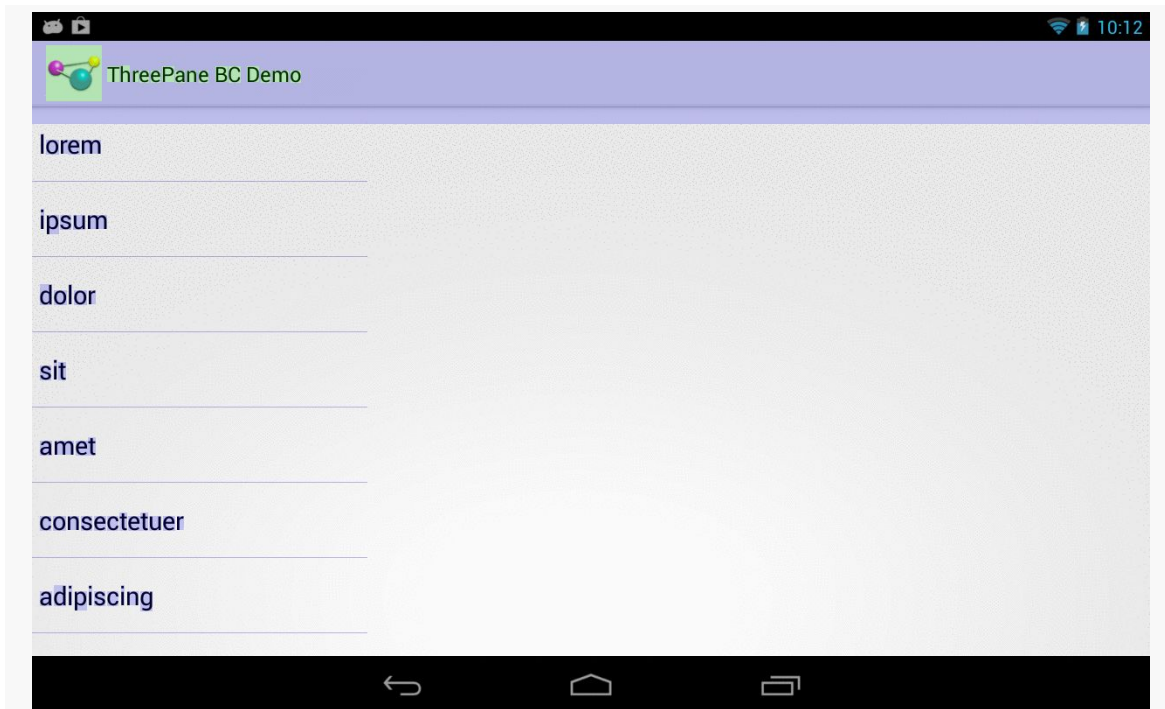 10:12
ThreePane BC Demo
lorem
ipsum
dolor
sit
amet
consectetuer
adipiscing